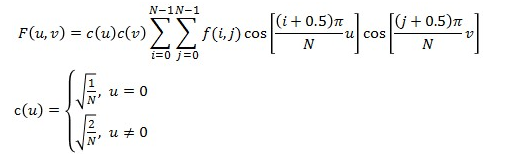 F(u, v) = c(u)c(v) ∑_{i=0}^{N-1} ∑_{j=0}^{N-1} f(i, j) cos [ (i + 0.5)π / N u ] cos [ (j + 0.5)π / N v ]
c(u) = { √(1/N), u = 0
√(2/N), u ≠ 0